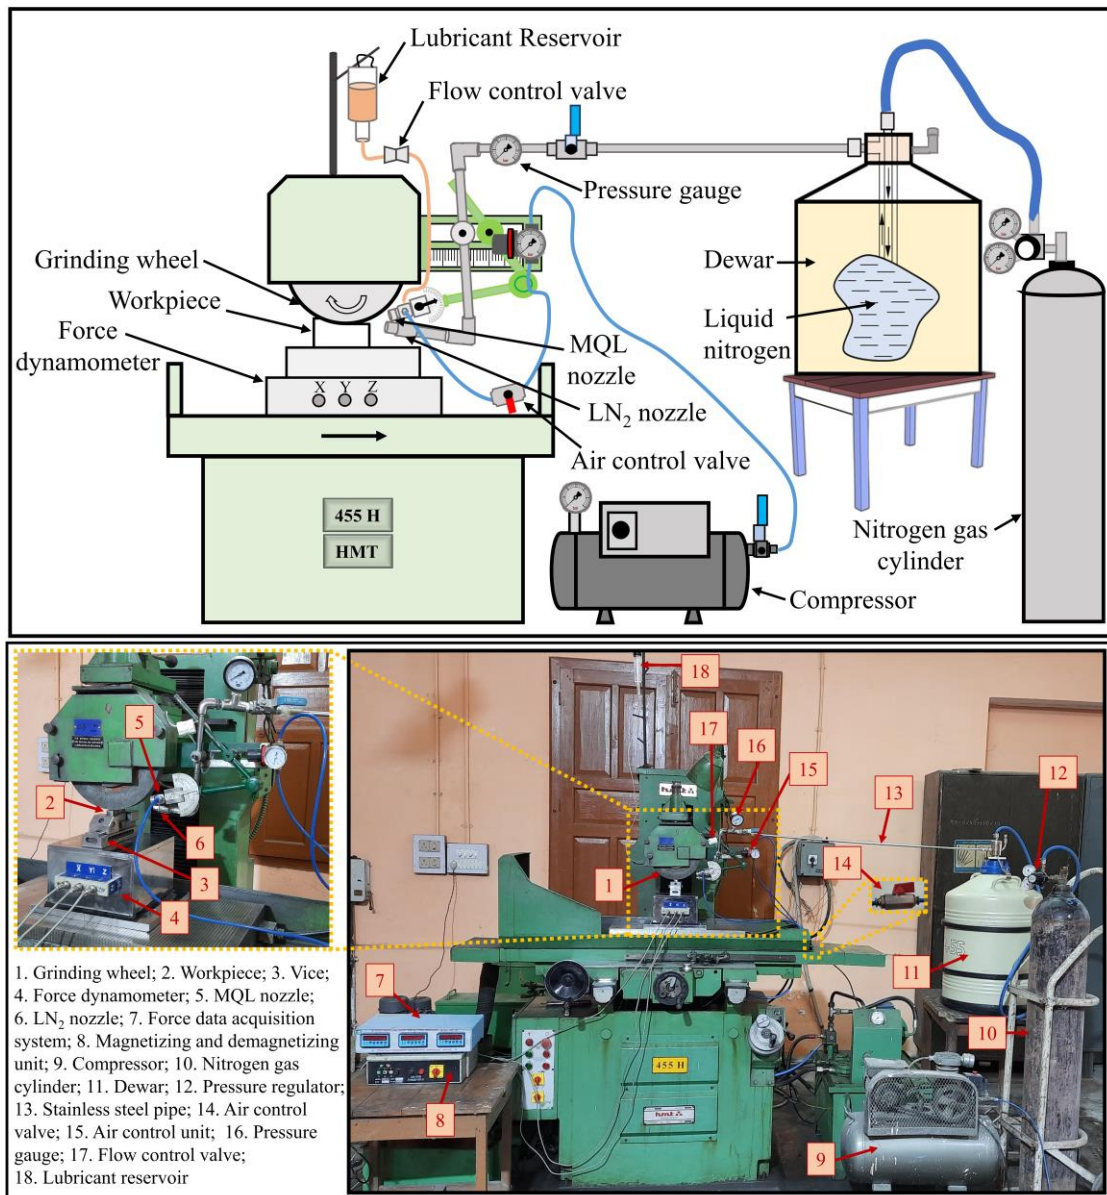 Lubricant Reservoir
Flow control valve
Pressure gauge
Grinding wheel
Workpiece
Force
dynamometer
X Y Z
MQL
nozzle
LN₂ nozzle
Air control valve
Dewar
Liquid
nitrogen
455 H
HMT
Nitrogen gas
cylinder
Compressor
5
2
6
3
X Y Z
4
1. Grinding wheel; 2. Workpiece; 3. Vice;
4. Force dynamometer; 5. MQL nozzle;
6. LN₂ nozzle; 7. Force data acquisition
system; 8. Magnetizing and demagnetizing
unit; 9. Compressor; 10. Nitrogen gas
cylinder; 11. Dewar; 12. Pressure regulator;
13. Stainless steel pipe; 14. Air control
valve; 15. Air control unit; 16. Pressure
gauge; 17. Flow control valve;
18. Lubricant reservoir
18
17
16
15
13
12
14
1
11
7
10
8
9
hmt
455 H
hmt